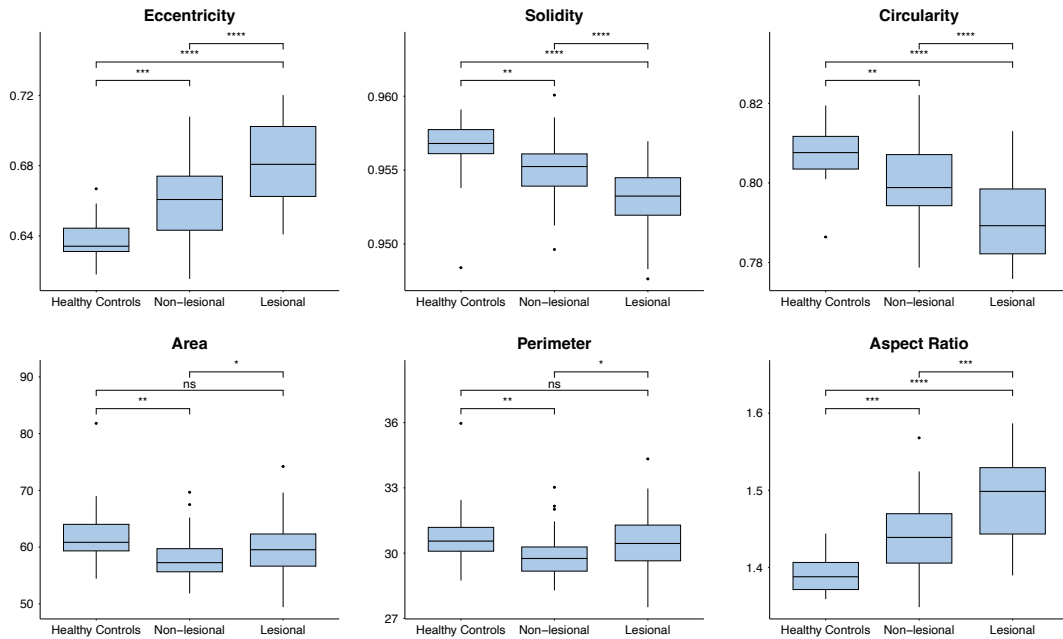 Eccentricity
****
****
***
0.72
0.68
0.64
Healthy Controls Non−lesional Lesional
Solidity
****
****
**
0.960
0.955
0.950
Healthy Controls Non−lesional Lesional
Circularity
****
****
**
0.82
0.80
0.78
Healthy Controls Non−lesional Lesional
Area
*
ns
**
90
80
70
60
50
Healthy Controls Non−lesional Lesional
Perimeter
*
ns
**
36
33
30
27
Healthy Controls Non−lesional Lesional
Aspect Ratio
***
****
***
1.6
1.5
1.4
Healthy Controls Non−lesional Lesional